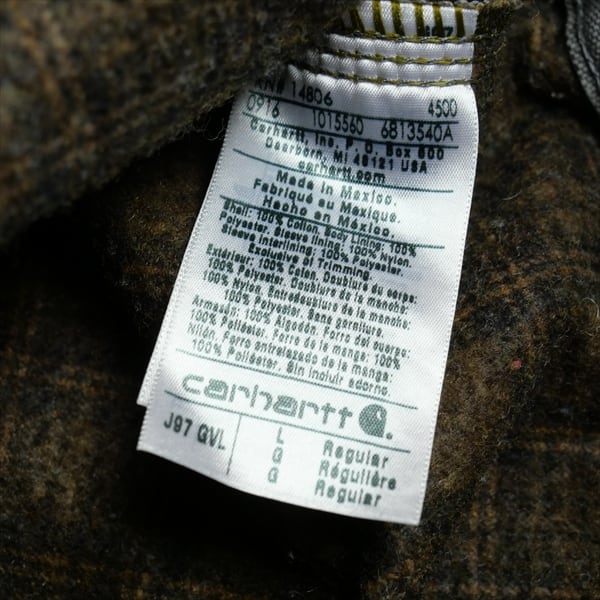 RN# 14806 4500
0916 1015560 6813540A
Carhartt, Inc. P. O. Box 600
Dearborn, MI 48121 USA
carhartt.com
Made in Mexico.
Fabriqué au Mexique.
Hecho en México.
Shell: 100% Cotton. Body Lining: 100%
Polyester. Sleeve lining: 100% Nylon.
Sleeve interlining: 100% Polyester.
Exclusive of Trimming.
Extérieur: 100% Coton. Doublure du corps:
100% Polyester. Doublure de la manche: 100%
Nylon. Entredoublure de la manche:
100% Polyester. Sans garniture.
Armazón: 100% Algodón. Forro del cuerpo:
100% Poliéster. Forro de la manga: 100%
Nilón. Forro entrelazado de la manga:
100% Poliéster. Sin incluir adorno.
carhartt
J97 QVL L Regular
G Régulière
G Regular